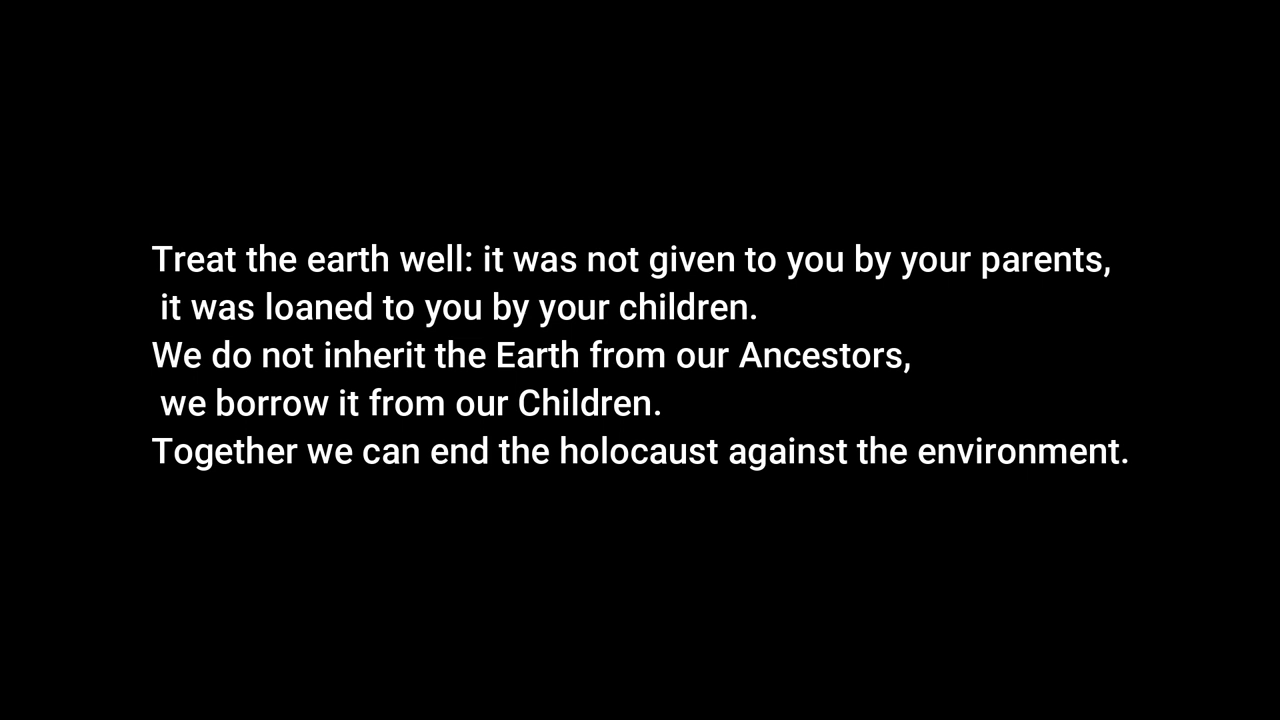 Treat the earth well: it was not given to you by your parents,
it was loaned to you by your children.
We do not inherit the Earth from our Ancestors,
we borrow it from our Children.
Together we can end the holocaust against the environment.